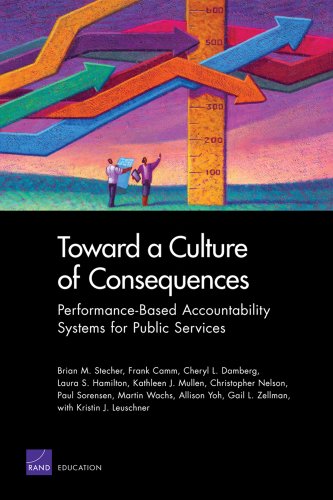 600
500
300
200
100
Toward a Culture
of Consequences
Performance-Based Accountability
Systems for Public Services
Brian M. Stecher, Frank Camm, Cheryl L. Damberg,
Laura S. Hamilton, Kathleen J. Mullen, Christopher Nelson,
Paul Sorensen, Martin Wachs, Allison Yoh, Gail L. Zellman,
with Kristin J. Leuschner
RAND EDUCATION